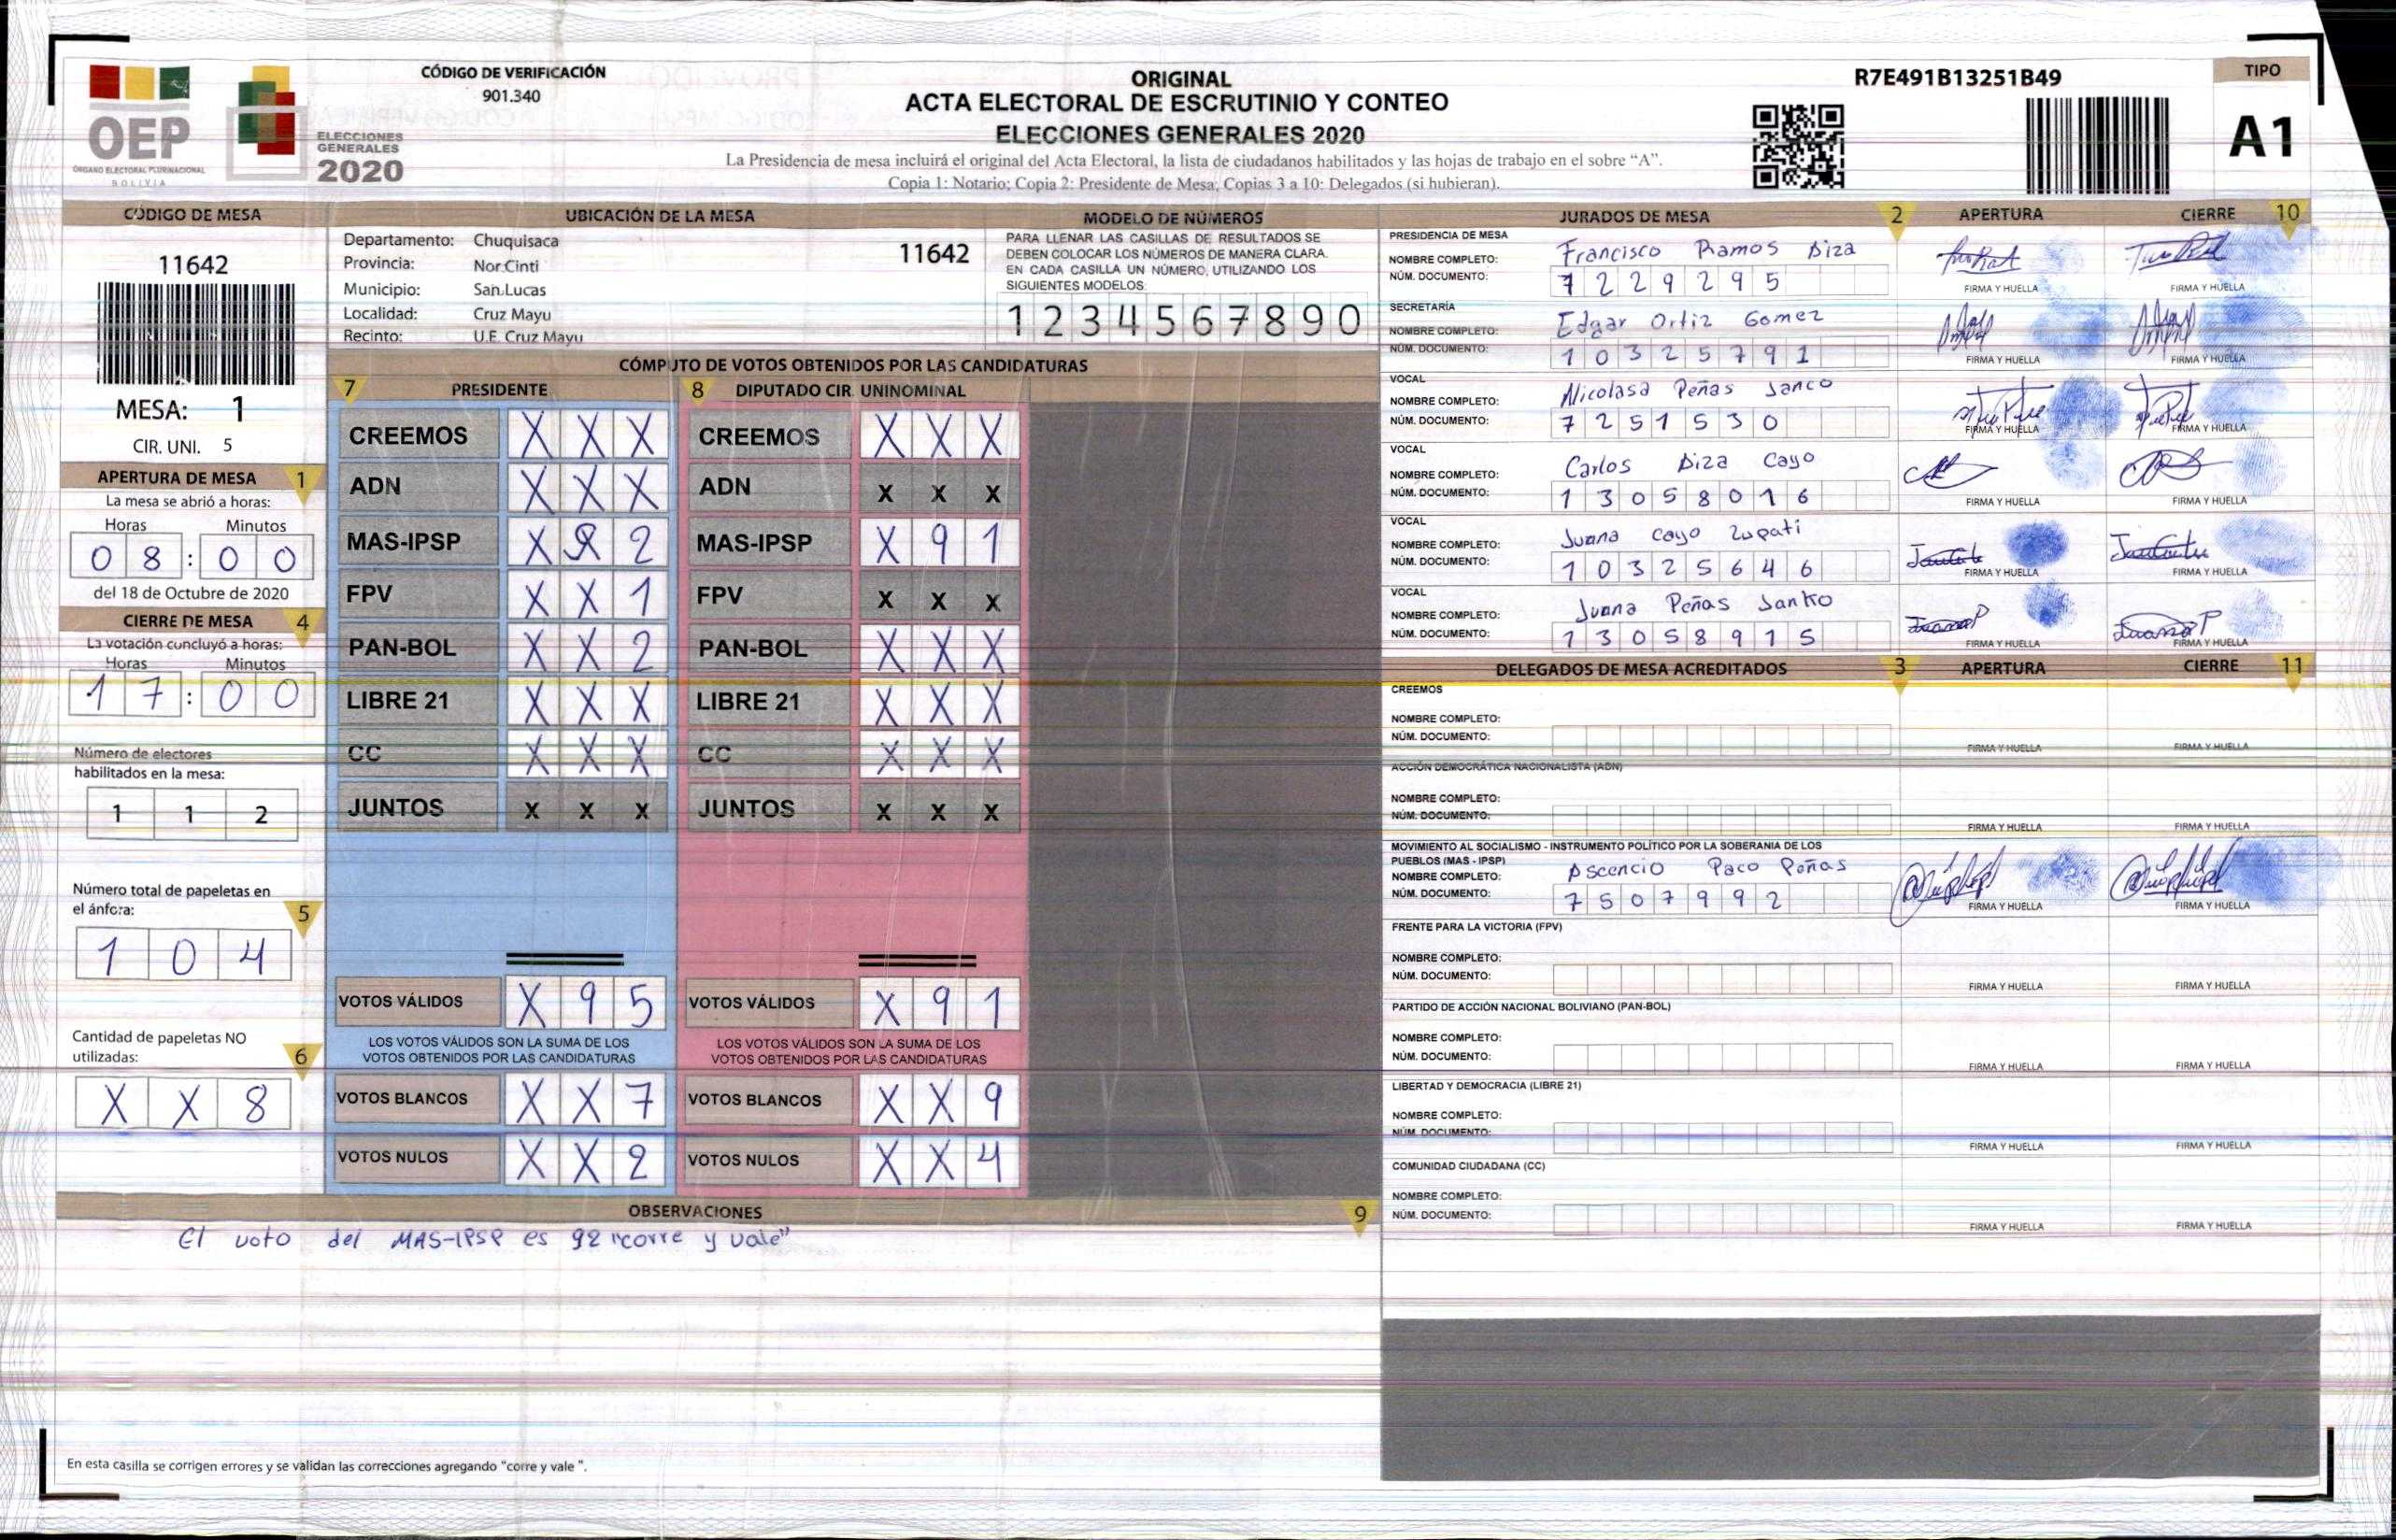 OEP
ÓRGANO ELECTORAL PLURINACIONAL
BOLIVIA
ELECCIONES
GENERALES
2020
CÓDIGO DE VERIFICACIÓN
901.340
ORIGINAL
ACTA ELECTORAL DE ESCRUTINIO Y CONTEO
ELECCIONES GENERALES 2020
La Presidencia de mesa incluirá el original del Acta Electoral, la lista de ciudadanos habilitados y las hojas de trabajo en el sobre “A”.
Copia 1: Notario; Copia 2: Presidente de Mesa; Copias 3 a 10: Delegados (si hubieran).
R7E491B13251B49
TIPO
A1
CÓDIGO DE MESA
11642
MESA: 1
CIR. UNI. 5
APERTURA DE MESA 1
La mesa se abrió a horas:
Horas Minutos
0 8 : 0 0
del 18 de Octubre de 2020
CIERRE DE MESA 4
La votación concluyó a horas:
Horas Minutos
1 7 : 0 0
Número de electores
habilitados en la mesa:
1 1 2
Número total de papeletas en
el ánfora: 5
1 0 4
Cantidad de papeletas NO
utilizadas: 6
X X 8
UBICACIÓN DE LA MESA
Departamento: Chuquisaca 11642
Provincia: Nor Cinti
Municipio: San Lucas
Localidad: Cruz Mayu
Recinto: U.E. Cruz Mayu
MODELO DE NÚMEROS
PARA LLENAR LAS CASILLAS DE RESULTADOS SE
DEBEN COLOCAR LOS NÚMEROS DE MANERA CLARA.
EN CADA CASILLA UN NÚMERO, UTILIZANDO LOS
SIGUIENTES MODELOS:
1 2 3 4 5 6 7 8 9 0
CÓMPUTO DE VOTOS OBTENIDOS POR LAS CANDIDATURAS
7 PRESIDENTE 8 DIPUTADO CIR. UNINOMINAL
CREEMOS X X X CREEMOS X X X
ADN X X X ADN X X X
MAS-IPSP X 2 MAS-IPSP X 9 1
FPV X X 1 FPV X X X
PAN-BOL X X 2 PAN-BOL X X X
LIBRE 21 X X X LIBRE 21 X X X
CC X X X CC X X X
JUNTOS X X X JUNTOS X X X
VOTOS VÁLIDOS X 9 5 VOTOS VÁLIDOS X 9 1
LOS VOTOS VÁLIDOS SON LA SUMA DE LOS LOS VOTOS VÁLIDOS SON LA SUMA DE LOS
VOTOS OBTENIDOS POR LAS CANDIDATURAS VOTOS OBTENIDOS POR LAS CANDIDATURAS
VOTOS BLANCOS X X 7 VOTOS BLANCOS X X 9
VOTOS NULOS X X 2 VOTOS NULOS X X 4
OBSERVACIONES 9
El voto del MAS-IPSP es 92 "corre y vale"
En esta casilla se corrigen errores y se validan las correcciones agregando "corre y vale ".
JURADOS DE MESA 2 APERTURA CIERRE 10
PRESIDENCIA DE MESA
NOMBRE COMPLETO: Francisco Ramos Diza
NÚM. DOCUMENTO: 7 2 2 9 2 9 5
FIRMA Y HUELLA FIRMA Y HUELLA
SECRETARÍA
NOMBRE COMPLETO: Edgar Ortiz Gomez
NÚM. DOCUMENTO: 1 0 3 2 5 7 9 1
FIRMA Y HUELLA FIRMA Y HUELLA
VOCAL
NOMBRE COMPLETO: Nicolasa Peñas Janco
NÚM. DOCUMENTO: 7 2 5 1 5 3 0
FIRMA Y HUELLA FIRMA Y HUELLA
VOCAL
NOMBRE COMPLETO: Carlos Diza Cayo
NÚM. DOCUMENTO: 1 3 0 5 8 0 1 6
FIRMA Y HUELLA FIRMA Y HUELLA
VOCAL
NOMBRE COMPLETO: Juana Cayo Zupati
NÚM. DOCUMENTO: 1 0 3 2 5 6 4 6
FIRMA Y HUELLA FIRMA Y HUELLA
VOCAL
NOMBRE COMPLETO: Juana Peñas Janko
NÚM. DOCUMENTO: 1 3 0 5 8 9 1 5
FIRMA Y HUELLA FIRMA Y HUELLA
DELEGADOS DE MESA ACREDITADOS 3 APERTURA CIERRE 11
CREEMOS
NOMBRE COMPLETO:
NÚM. DOCUMENTO:
FIRMA Y HUELLA FIRMA Y HUELLA
ACCIÓN DEMOCRÁTICA NACIONALISTA (ADN)
NOMBRE COMPLETO:
NÚM. DOCUMENTO:
FIRMA Y HUELLA FIRMA Y HUELLA
MOVIMIENTO AL SOCIALISMO - INSTRUMENTO POLÍTICO POR LA SOBERANIA DE LOS
PUEBLOS (MAS - IPSP)
NOMBRE COMPLETO: Ascencio Paco Peñas
NÚM. DOCUMENTO: 7 5 0 7 9 9 2
FIRMA Y HUELLA FIRMA Y HUELLA
FRENTE PARA LA VICTORIA (FPV)
NOMBRE COMPLETO:
NÚM. DOCUMENTO:
FIRMA Y HUELLA FIRMA Y HUELLA
PARTIDO DE ACCIÓN NACIONAL BOLIVIANO (PAN-BOL)
NOMBRE COMPLETO:
NÚM. DOCUMENTO:
FIRMA Y HUELLA FIRMA Y HUELLA
LIBERTAD Y DEMOCRACIA (LIBRE 21)
NOMBRE COMPLETO:
NÚM. DOCUMENTO:
FIRMA Y HUELLA FIRMA Y HUELLA
COMUNIDAD CIUDADANA (CC)
NOMBRE COMPLETO:
NÚM. DOCUMENTO:
FIRMA Y HUELLA FIRMA Y HUELLA